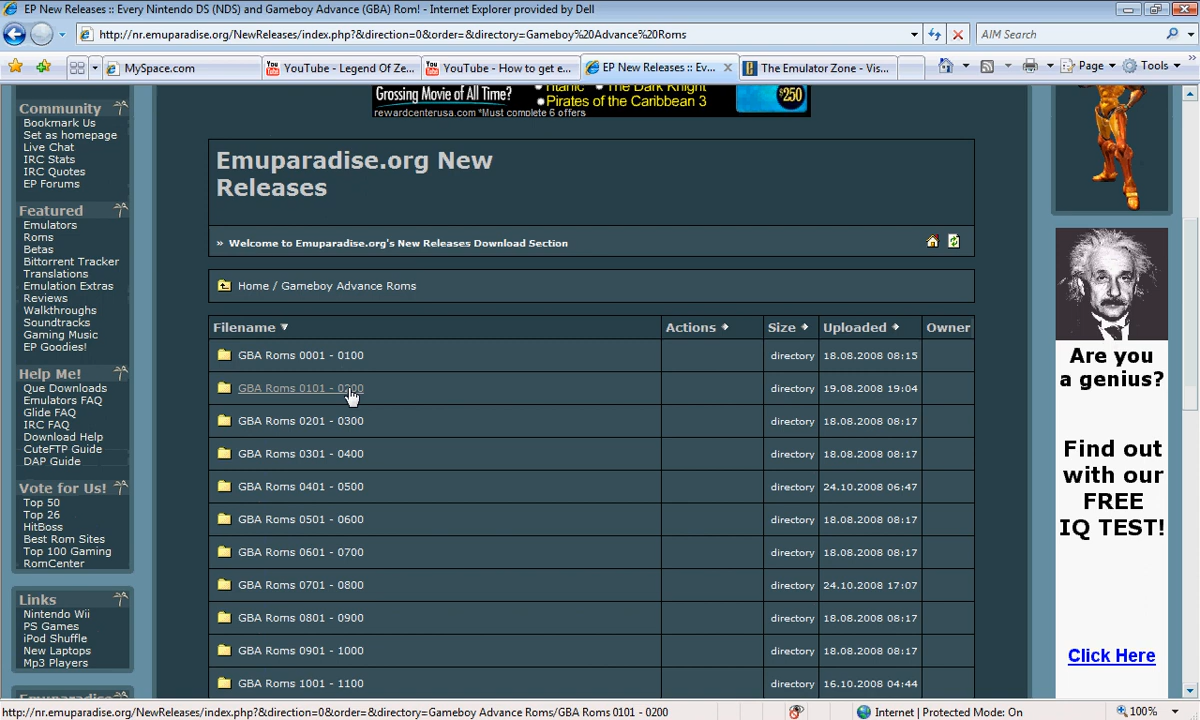 EP New Releases :: Every Nintendo DS (NDS) and Gameboy Advance (GBA) Rom! - Internet Explorer provided by Dell
http://nr.emuparadise.org/NewReleases/index.php?&direction=0&order=&directory=Gameboy%20Advance%20Roms
AIM Search
MySpace.com
YouTube - Legend Of Ze...
YouTube - How to get e...
EP New Releases :: Ev...
The Emulator Zone - Vis...
Page
Tools
Grossing Movie of All Time?
Titanic
The Dark Knight
Pirates of the Caribbean 3
$250
rewardcenterusa.com *Must complete 6 offers
Community
Bookmark Us
Set as homepage
Live Chat
IRC Stats
IRC Quotes
EP Forums
Featured
Emulators
Roms
Betas
Bittorrent Tracker
Translations
Emulation Extras
Reviews
Walkthroughs
Soundtracks
Gaming Music
EP Goodies!
Help Me!
Que Downloads
Emulators FAQ
Glide FAQ
IRC FAQ
Download Help
CuteFTP Guide
DAP Guide
Vote for Us!
Top 50
Top 26
HitBoss
Best Rom Sites
Top 100 Gaming
RomCenter
Links
Nintendo Wii
PS Games
iPod Shuffle
New Laptops
Mp3 Players
Emuparadise
Emuparadise.org New
Releases
» Welcome to Emuparadise.org's New Releases Download Section
Home / Gameboy Advance Roms
Filename Actions Size Uploaded Owner
GBA Roms 0001 - 0100 directory 18.08.2008 08:15
GBA Roms 0101 - 0200 directory 19.08.2008 19:04
GBA Roms 0201 - 0300 directory 18.08.2008 08:17
GBA Roms 0301 - 0400 directory 18.08.2008 08:17
GBA Roms 0401 - 0500 directory 24.10.2008 06:47
GBA Roms 0501 - 0600 directory 18.08.2008 08:17
GBA Roms 0601 - 0700 directory 18.08.2008 08:17
GBA Roms 0701 - 0800 directory 24.10.2008 17:07
GBA Roms 0801 - 0900 directory 18.08.2008 08:17
GBA Roms 0901 - 1000 directory 18.08.2008 08:17
GBA Roms 1001 - 1100 directory 16.10.2008 04:44
Are you
a genius?
Find out
with our
FREE
IQ TEST!
Click Here
http://nr.emuparadise.org/NewReleases/index.php?&direction=0&order=&directory=Gameboy Advance Roms/GBA Roms 0101 - 0200
Internet | Protected Mode: On
100%